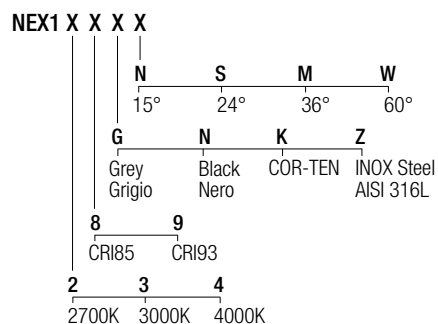 NEX1 X X X X
N S M W
15° 24° 36° 60°
G N K Z
Grey Black COR-TEN INOX Steel
Grigio Nero AISI 316L
8 9
CRI85 CRI93
2 3 4
2700K 3000K 4000K